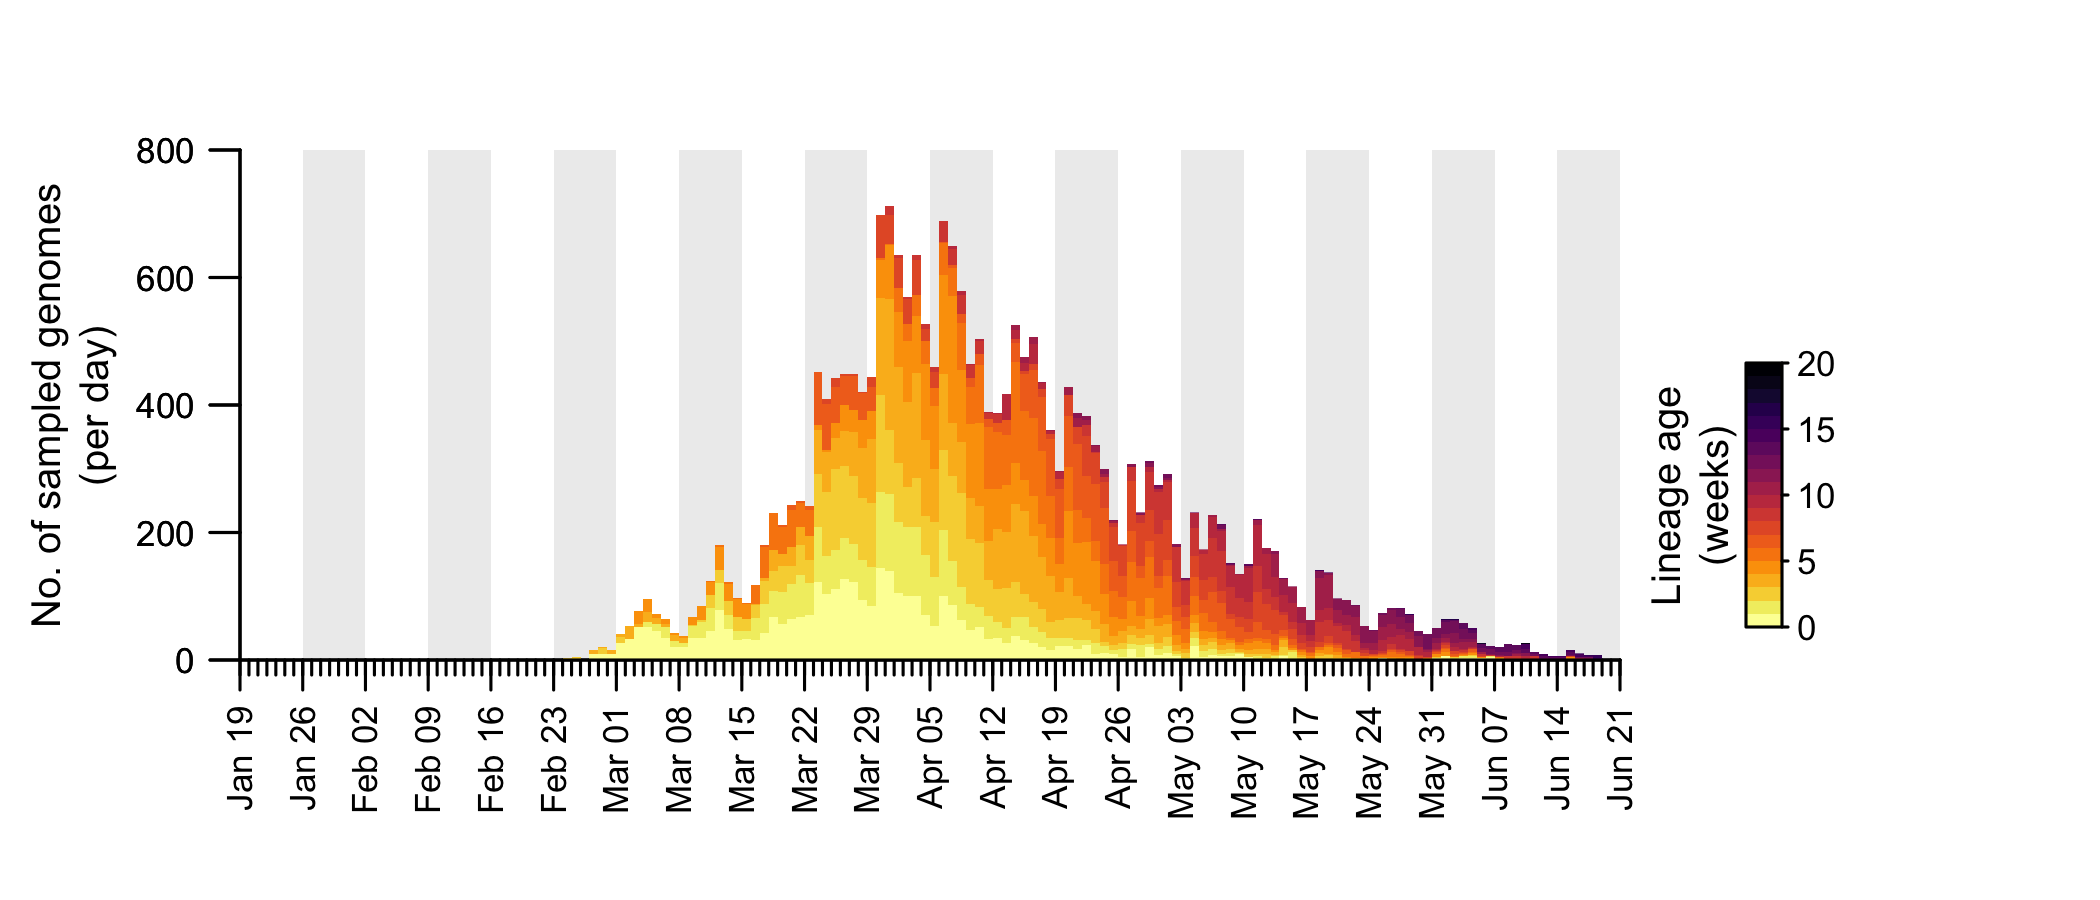 No. of sampled genomes
(per day)
800
600
400
200
0
Jan 19
Jan 26
Feb 02
Feb 09
Feb 16
Feb 23
Mar 01
Mar 08
Mar 15
Mar 22
Mar 29
Apr 05
Apr 12
Apr 19
Apr 26
May 03
May 10
May 17
May 24
May 31
Jun 07
Jun 14
Jun 21
Lineage age
(weeks)
20
15
10
5
0